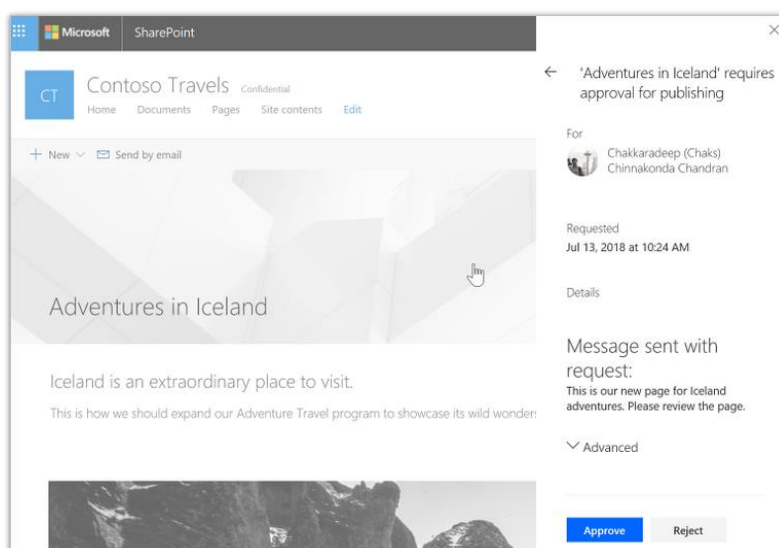 Microsoft SharePoint
CT
Contoso Travels Confidential
Home Documents Pages Site contents Edit
New Send by email
Adventures in Iceland
Iceland is an extraordinary place to visit.
This is how we should expand our Adventure Travel program to showcase its wild wonders
'Adventures in Iceland' requires
approval for publishing
For
Chakkaradeep (Chaks)
Chinnakonda Chandran
Requested
Jul 13, 2018 at 10:24 AM
Details
Message sent with
request:
This is our new page for Iceland
adventures. Please review the page.
Advanced
Approve Reject